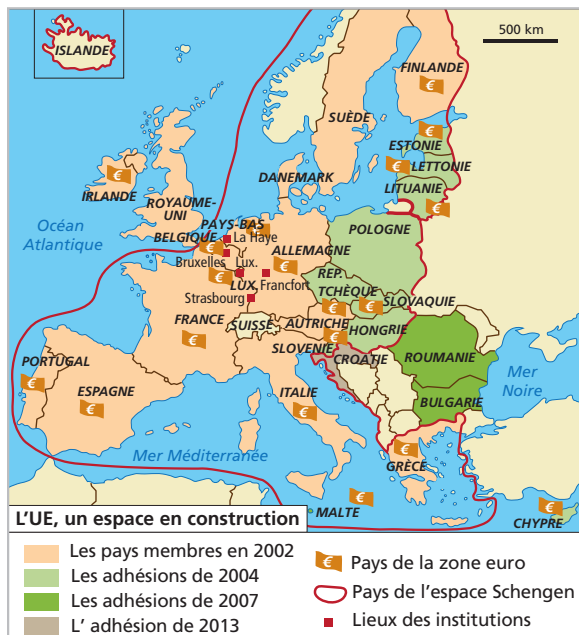 ISLANDE
500 km
FINLANDE
€
SUÈDE
€
ESTONIE
€
LETTONIE
LITUANIE
€
DANEMARK
€
IRLANDE
ROYAUME-
UNI
Océan
Atlantique
PAYS-BAS
€
La Haye
BELGIQUE
€
POLOGNE
ALLEMAGNE
€
Bruxelles
Lux.
€
LUX.
Francfort
Strasbourg
RÉP.
TCHÈQUE
SLOVAQUIE
€
€
FRANCE
€
SUISSE
AUTRICHE
HONGRIE
€
SLOVÉNIE
CROATIE
ROUMANIE
Mer
Noire
PORTUGAL
€
ESPAGNE
€
ITALIE
€
BULGARIE
Mer Méditerranée
€
GRÈCE
€
MALTE
€
CHYPRE
L'UE, un espace en construction
Les pays membres en 2002
Les adhésions de 2004
Les adhésions de 2007
L' adhésion de 2013
€ Pays de la zone euro
Pays de l'espace Schengen
Lieux des institutions